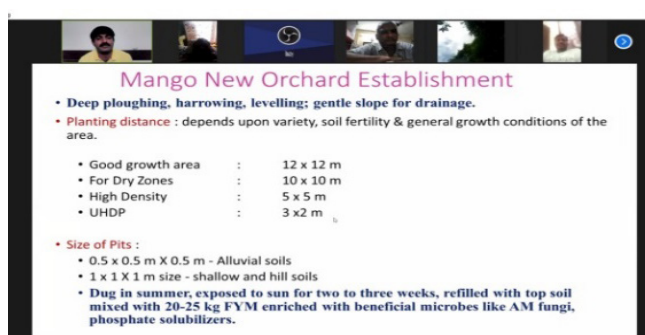 Mango New Orchard Establishment
• Deep ploughing, harrowing, levelling; gentle slope for drainage.
• Planting distance : depends upon variety, soil fertility & general growth conditions of the
area.
• Good growth area : 12 x 12 m
• For Dry Zones : 10 x 10 m
• High Density : 5 x 5 m
• UHDP : 3 x2 m
• Size of Pits :
• 0.5 x 0.5 m X 0.5 m - Alluvial soils
• 1 x 1 X 1 m size - shallow and hill soils
• Dug in summer, exposed to sun for two to three weeks, refilled with top soil
mixed with 20-25 kg FYM enriched with beneficial microbes like AM fungi,
phosphate solubilizers.